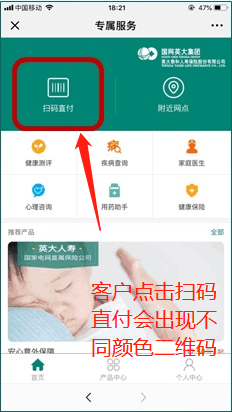 中国移动 18:21 47%
专属服务
国网英大集团
英大泰和人寿保险股份有限公司
YINGDA TAIHE LIFE INSURANCE CO., LTD
扫码直付 附近网点
健康测评 疾病查询 家庭医生
心理咨询 用药助手 健康保险
推荐产品 全部
英大人寿
国家电网直属保险公司
客户点击扫码
直付会出现不
同颜色二维码
安心意外保障
首页 产品中心 个人中心